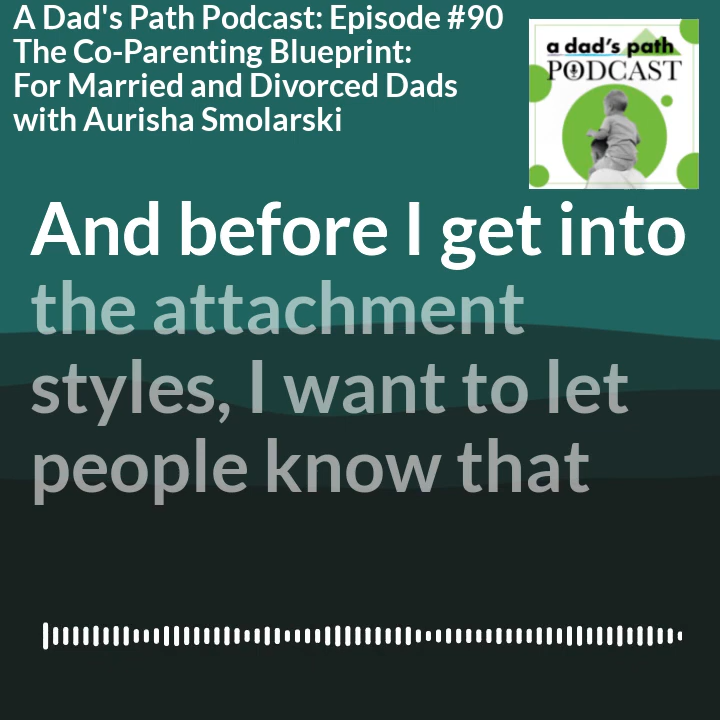 A Dad's Path Podcast: Episode #90
The Co-Parenting Blueprint:
For Married and Divorced Dads
with Aurisha Smolarski
a dad's path
PODCAST
And before I get into
the attachment
styles, I want to let
people know that